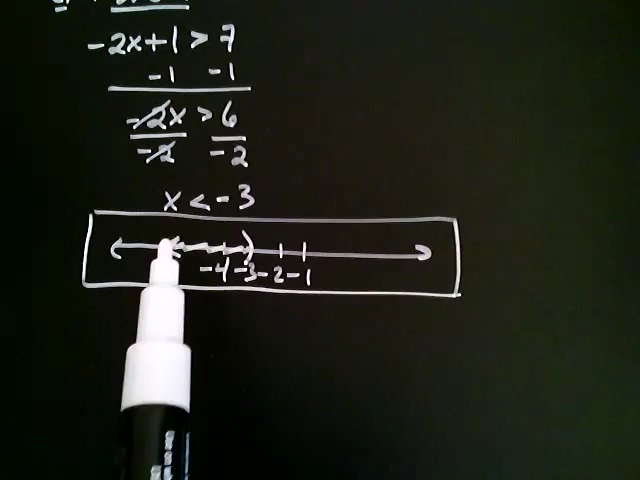 -2x+1 > 7
-1 -1
-2x > 6
-2 -2
x < -3
-4 -3 -2 -1